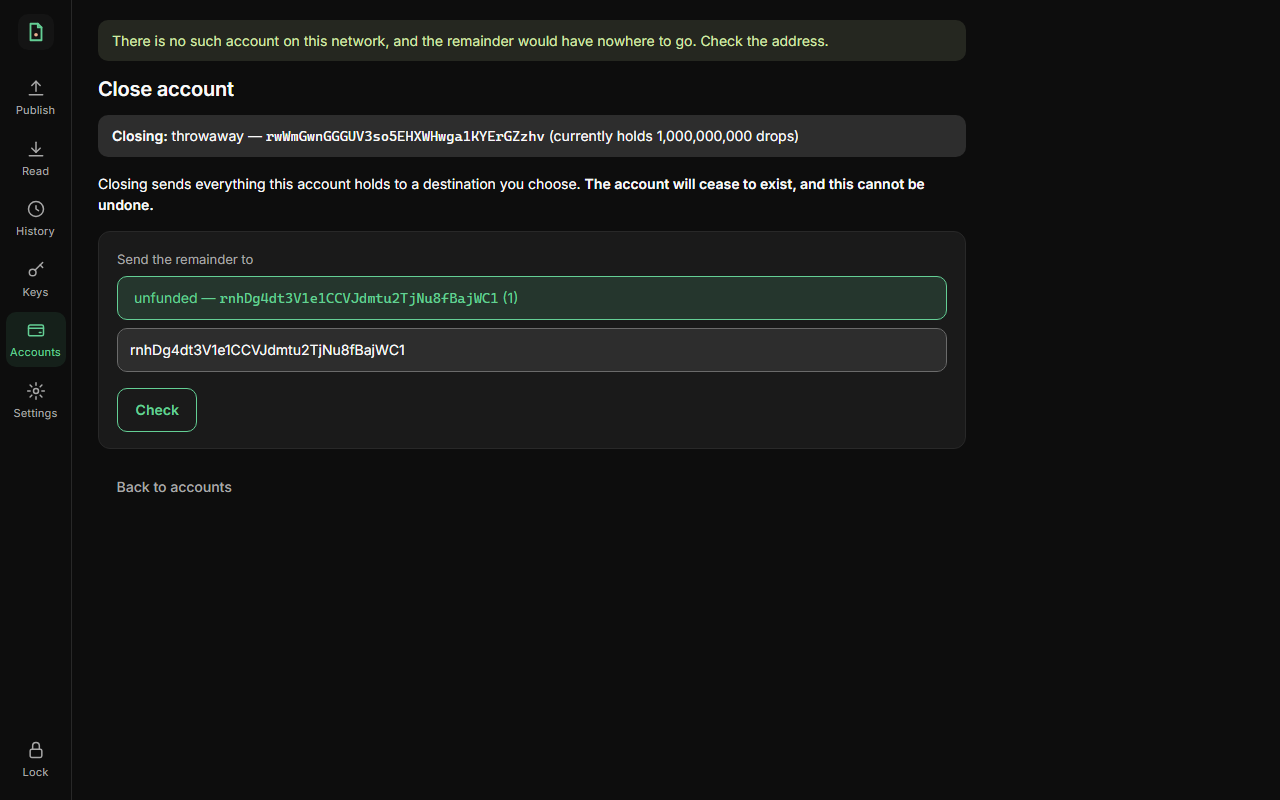 There is no such account on this network, and the remainder would have nowhere to go. Check the address.
Close account
Closing: throwaway — rwWmGwnGGGUV3so5EHXWHwga1KYErGZzhv (currently holds 1,000,000,000 drops)
Closing sends everything this account holds to a destination you choose. The account will cease to exist, and this cannot be
undone.
Send the remainder to
unfunded — rnhDg4dt3V1e1CCVJdmtu2TjNu8fBajWC1 (1)
rnhDg4dt3V1e1CCVJdmtu2TjNu8fBajWC1
Check
Back to accounts
Publish
Read
History
Keys
Accounts
Settings
Lock